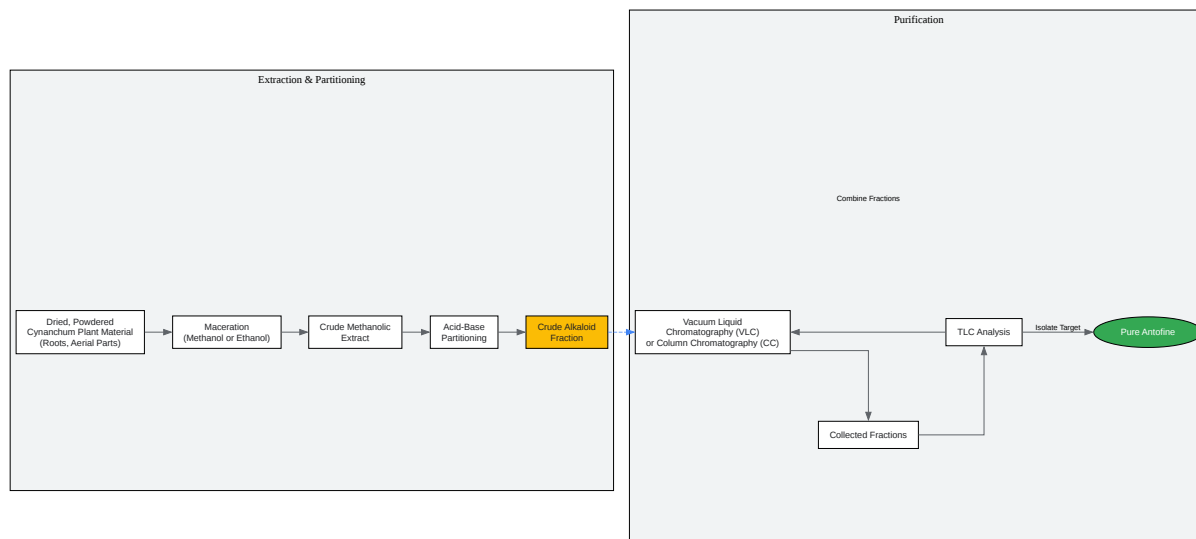 Purification
Extraction & Partitioning
Combine Fractions
Dried, Powdered
Cynanchum Plant Material
(Roots, Aerial Parts)
Maceration
(Methanol or Ethanol)
Crude Methanolic
Extract
Acid-Base
Partitioning
Crude Alkaloid
Fraction
Vacuum Liquid
Chromatography (VLC)
or Column Chromatography (CC)
TLC Analysis
Isolate Target
Pure Antofine
Collected Fractions